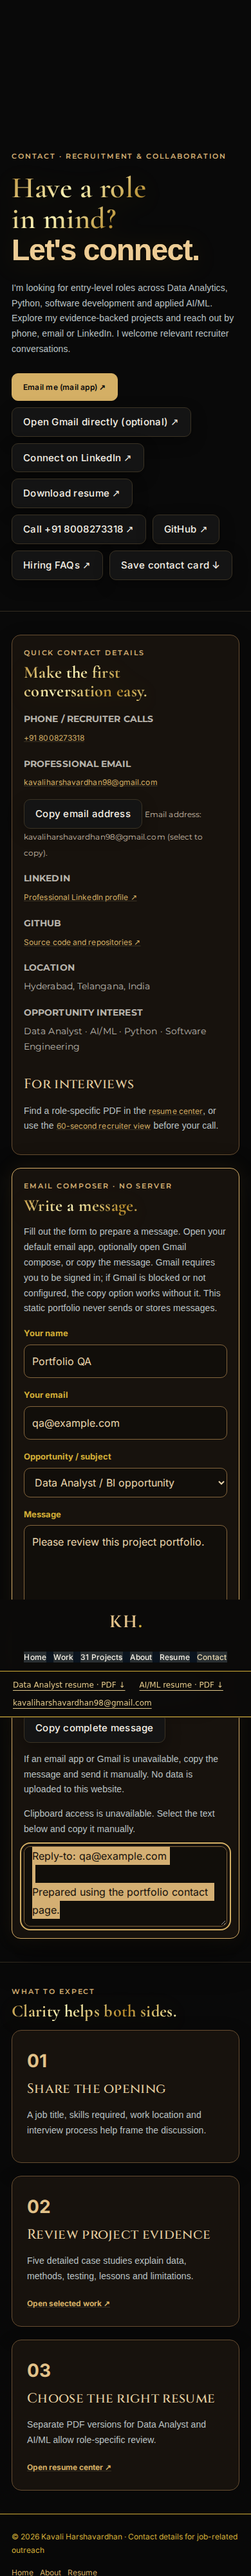 CONTACT · RECRUITMENT & COLLABORATION
Have a role
in mind?
Let's connect.
I'm looking for entry-level roles across Data Analytics,
Python, software development and applied AI/ML.
Explore my evidence-backed projects and reach out by
phone, email or LinkedIn. I welcome relevant recruiter
conversations.
Email me (mail app) ↗
Open Gmail directly (optional) ↗
Connect on LinkedIn ↗
Download resume ↗
Call +91 8008273318 ↗ GitHub ↗
Hiring FAQs ↗ Save contact card ↓
QUICK CONTACT DETAILS
Make the first
conversation easy.
PHONE / RECRUITER CALLS
+91 8008273318
PROFESSIONAL EMAIL
kavaliharshavardhan98@gmail.com
Copy email address Email address:
kavaliharshavardhan98@gmail.com (select to
copy).
LINKEDIN
Professional LinkedIn profile ↗
GITHUB
Source code and repositories ↗
LOCATION
Hyderabad, Telangana, India
OPPORTUNITY INTEREST
Data Analyst · AI/ML · Python · Software
Engineering
For interviews
Find a role-specific PDF in the resume center, or
use the 60-second recruiter view before your call.
EMAIL COMPOSER · NO SERVER
Write a message.
Fill out the form to prepare a message. Open your
default email app, optionally open Gmail
compose, or copy the message. Gmail requires
you to be signed in; if Gmail is blocked or not
configured, the copy option works without it. This
static portfolio never sends or stores messages.
Your name
Portfolio QA
Your email
qa@example.com
Opportunity / subject
Data Analyst / BI opportunity
Message
Please review this project portfolio.
KH.
Home Work 31 Projects About Resume Contact
Data Analyst resume · PDF ↓ AI/ML resume · PDF ↓
kavaliharshavardhan98@gmail.com
Copy complete message
If an email app or Gmail is unavailable, copy the
message and send it manually. No data is
uploaded to this website.
Clipboard access is unavailable. Select the text
below and copy it manually.
Reply-to: qa@example.com
Prepared using the portfolio contact
page.
WHAT TO EXPECT
Clarity helps both sides.
01
Share the opening
A job title, skills required, work location and
interview process help frame the discussion.
02
Review project evidence
Five detailed case studies explain data,
methods, testing, lessons and limitations.
Open selected work ↗
03
Choose the right resume
Separate PDF versions for Data Analyst and
AI/ML allow role-specific review.
Open resume center ↗
© 2026 Kavali Harshavardhan · Contact details for job-related
outreach
Home About Resume